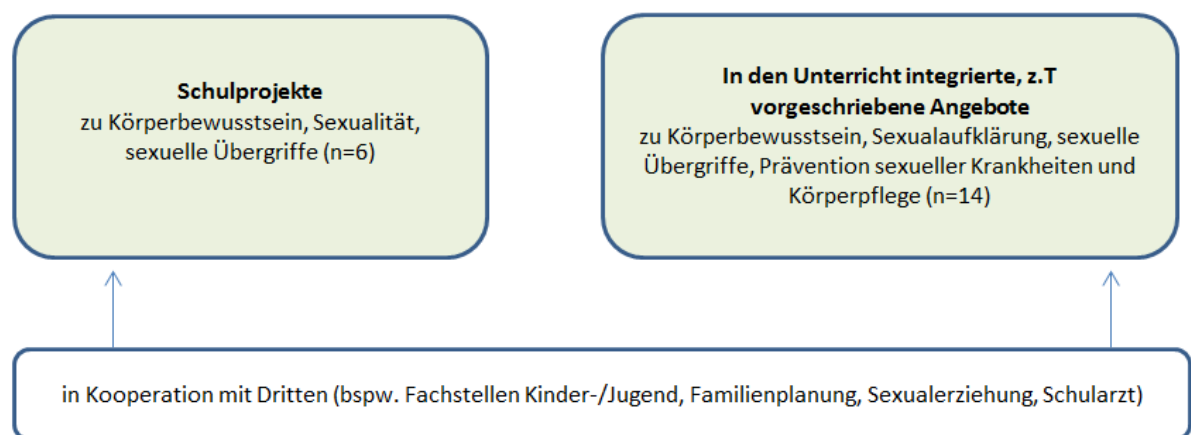 Schulprojekte
zu Körperbewusstsein, Sexualität,
sexuelle Übergriffe (n=6)
In den Unterricht integrierte, z.T
vorgeschriebene Angebote
zu Körperbewusstsein, Sexualaufklärung, sexuelle
Übergriffe, Prävention sexueller Krankheiten und
Körperpflege (n=14)
in Kooperation mit Dritten (bspw. Fachstellen Kinder-/Jugend, Familienplanung, Sexualerziehung, Schularzt)